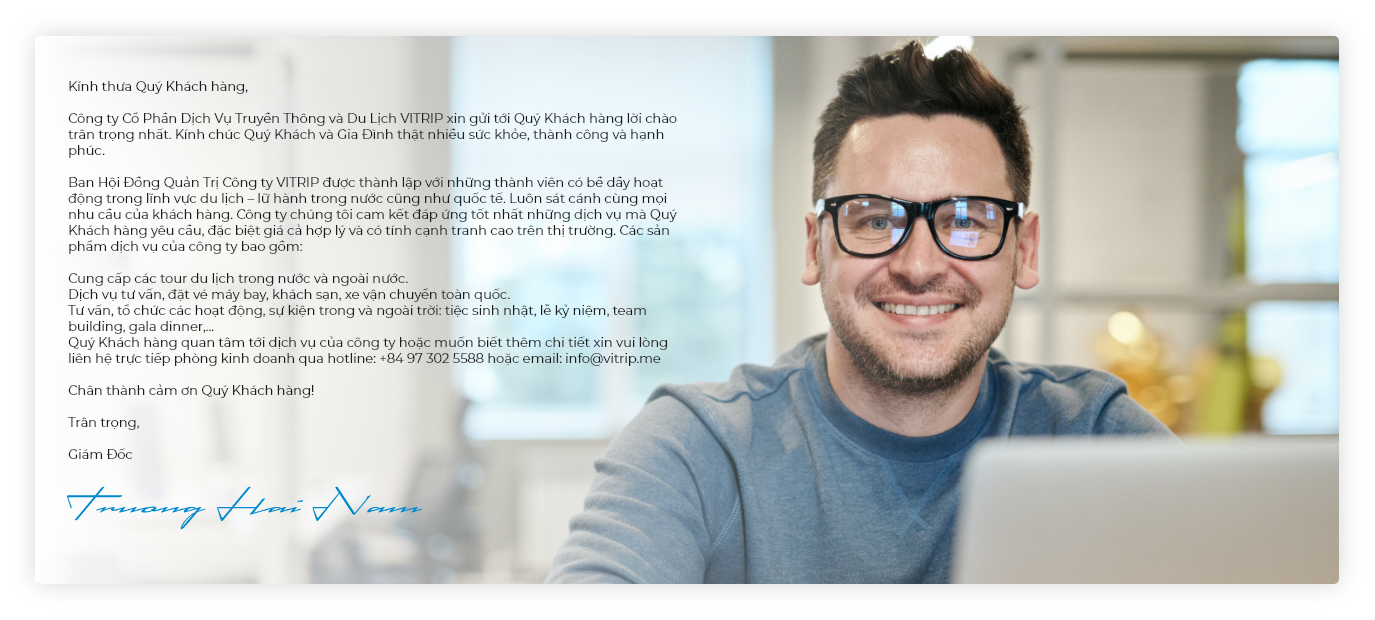 Kính thưa Quý Khách hàng,
Công ty Cổ Phần Dịch Vụ Truyền Thông và Du Lịch VITRIP xin gửi tới Quý Khách hàng lời chào
trân trọng nhất. Kính chúc Quý Khách và Gia Đình thật nhiều sức khỏe, thành công và hạnh
phúc.
Ban Hội Đồng Quản Trị Công ty VITRIP được thành lập với những thành viên có bề dầy hoạt
động trong lĩnh vực du lịch – lữ hành trong nước cũng như quốc tế. Luôn sát cánh cùng mọi
nhu cầu của khách hàng. Công ty chúng tôi cam kết đáp ứng tốt nhất những dịch vụ mà Quý
Khách hàng yêu cầu, đặc biệt giá cả hợp lý và có tính cạnh tranh cao trên thị trường. Các sản
phẩm dịch vụ của công ty bao gồm:
Cung cấp các tour du lịch trong nước và ngoài nước.
Dịch vụ tư vấn, đặt vé máy bay, khách sạn, xe vận chuyển toàn quốc.
Tư vấn, tổ chức các hoạt động, sự kiện trong và ngoài trời: tiệc sinh nhật, lễ kỷ niệm, team
building, gala dinner,...
Quý Khách hàng quan tâm tới dịch vụ của công ty hoặc muốn biết thêm chi tiết xin vui lòng
liên hệ trực tiếp phòng kinh doanh qua hotline: +84 97 302 5588 hoặc email: info@vitrip.me
Chân thành cảm ơn Quý Khách hàng!
Trân trọng,
Giám Đốc
Truong Hai Nam